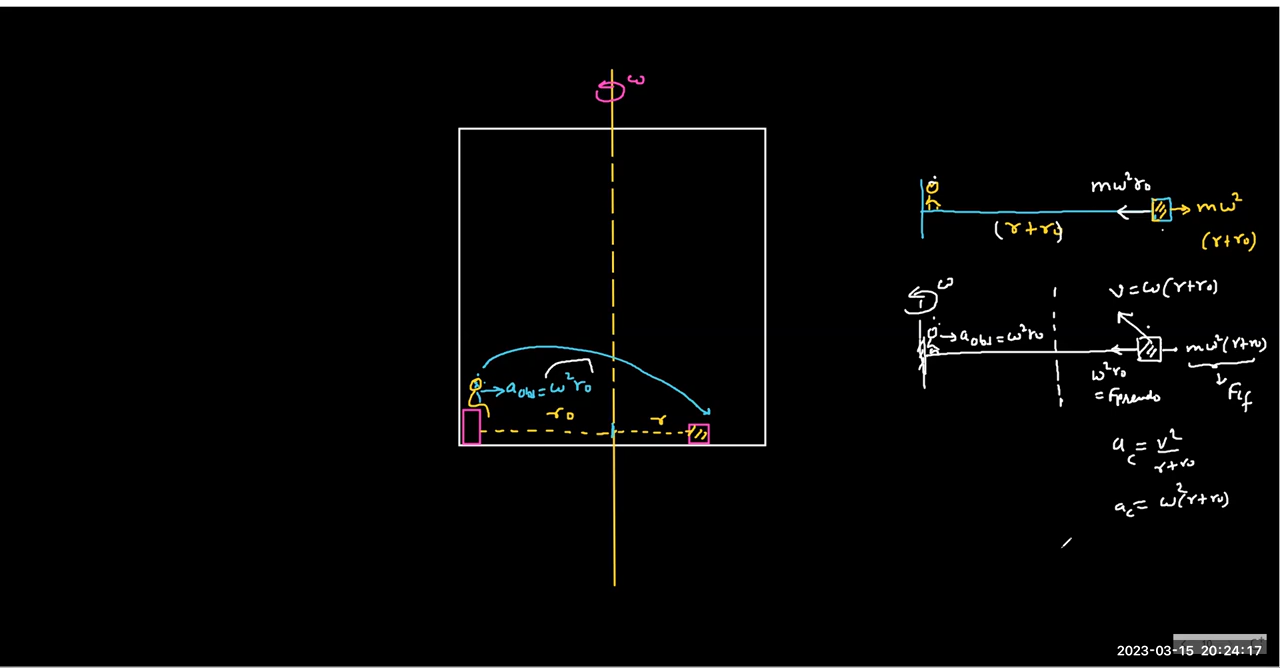 ω
a_obs = ω²r₀
r₀
r
mω²r₀
mω²
(r+r₀)
(r+r₀)
ω
v = ω(r+r₀)
a_obs = ω²r₀
mω²(r+r₀)
ω²r₀
= Fpseudo
F_cf
a_c = v²/r+r₀
a_c = ω²(r+r₀)
2023-03-15 20:24:17